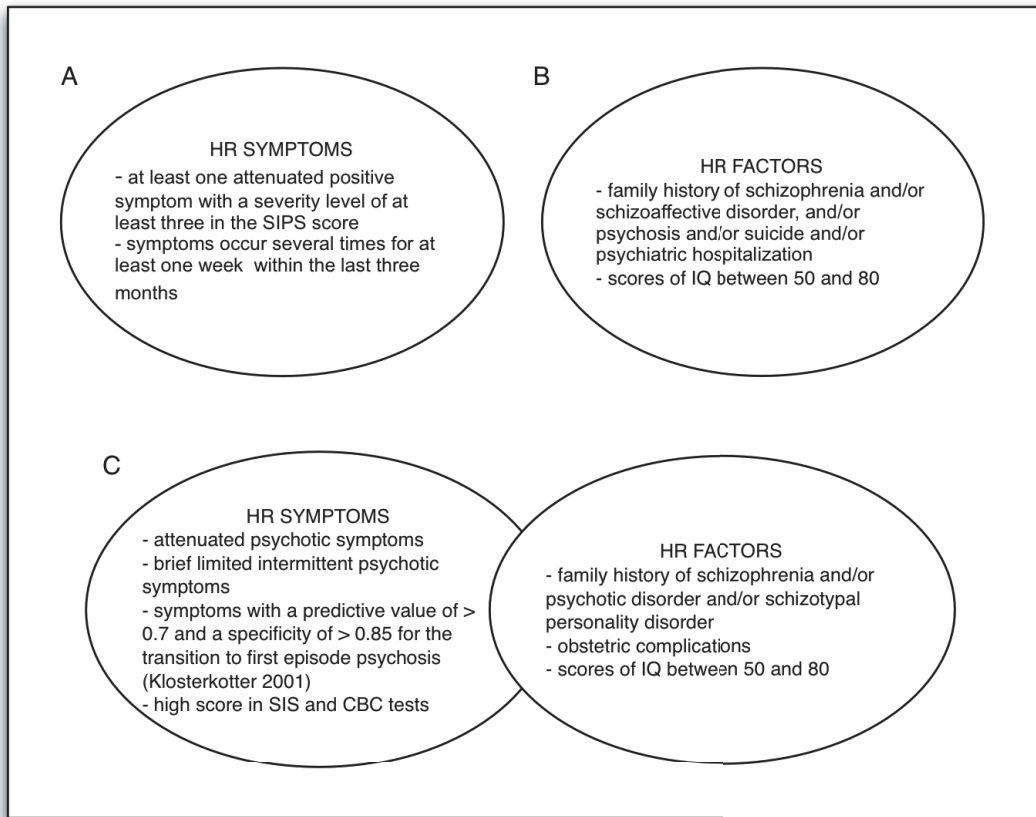 A
HR SYMPTOMS
- at least one attenuated positive
symptom with a severity level of at
least three in the SIPS score
- symptoms occur several times for at
least one week within the last three
months
B
HR FACTORS
- family history of schizophrenia and/or
schizoaffective disorder, and/or
psychosis and/or suicide and/or
psychiatric hospitalization
- scores of IQ between 50 and 80
C
HR SYMPTOMS
- attenuated psychotic symptoms
- brief limited intermittent psychotic
symptoms
- symptoms with a predictive value of >
0.7 and a specificity of > 0.85 for the
transition to first episode psychosis
(Klosterkotter 2001)
- high score in SIS and CBC tests
HR FACTORS
- family history of schizophrenia and/or
psychotic disorder and/or schizotypal
personality disorder
- obstetric complications
- scores of IQ between 50 and 80